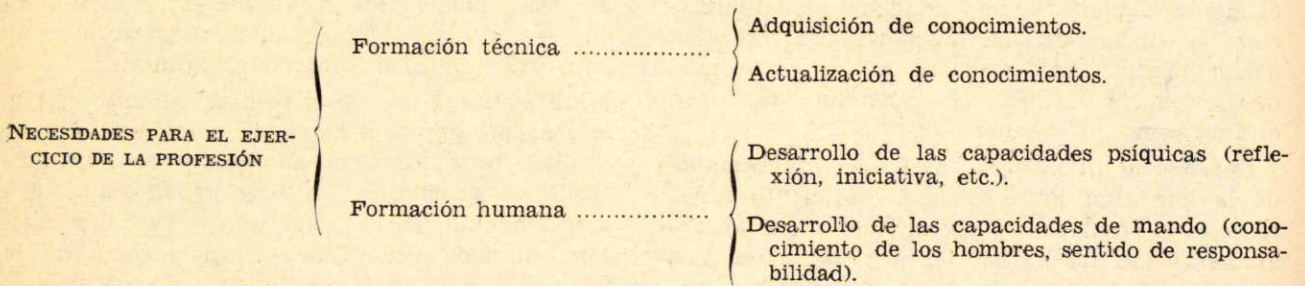 Formación técnica ..................
Adquisición de conocimientos.
Actualización de conocimientos.
NECESIDADES PARA EL EJER-
CICIO DE LA PROFESIÓN
Formación humana ..................
Desarrollo de las capacidades psíquicas (refle-
xión, iniciativa, etc.).
Desarrollo de las capacidades de mando (cono-
cimiento de los hombres, sentido de responsa-
bilidad).